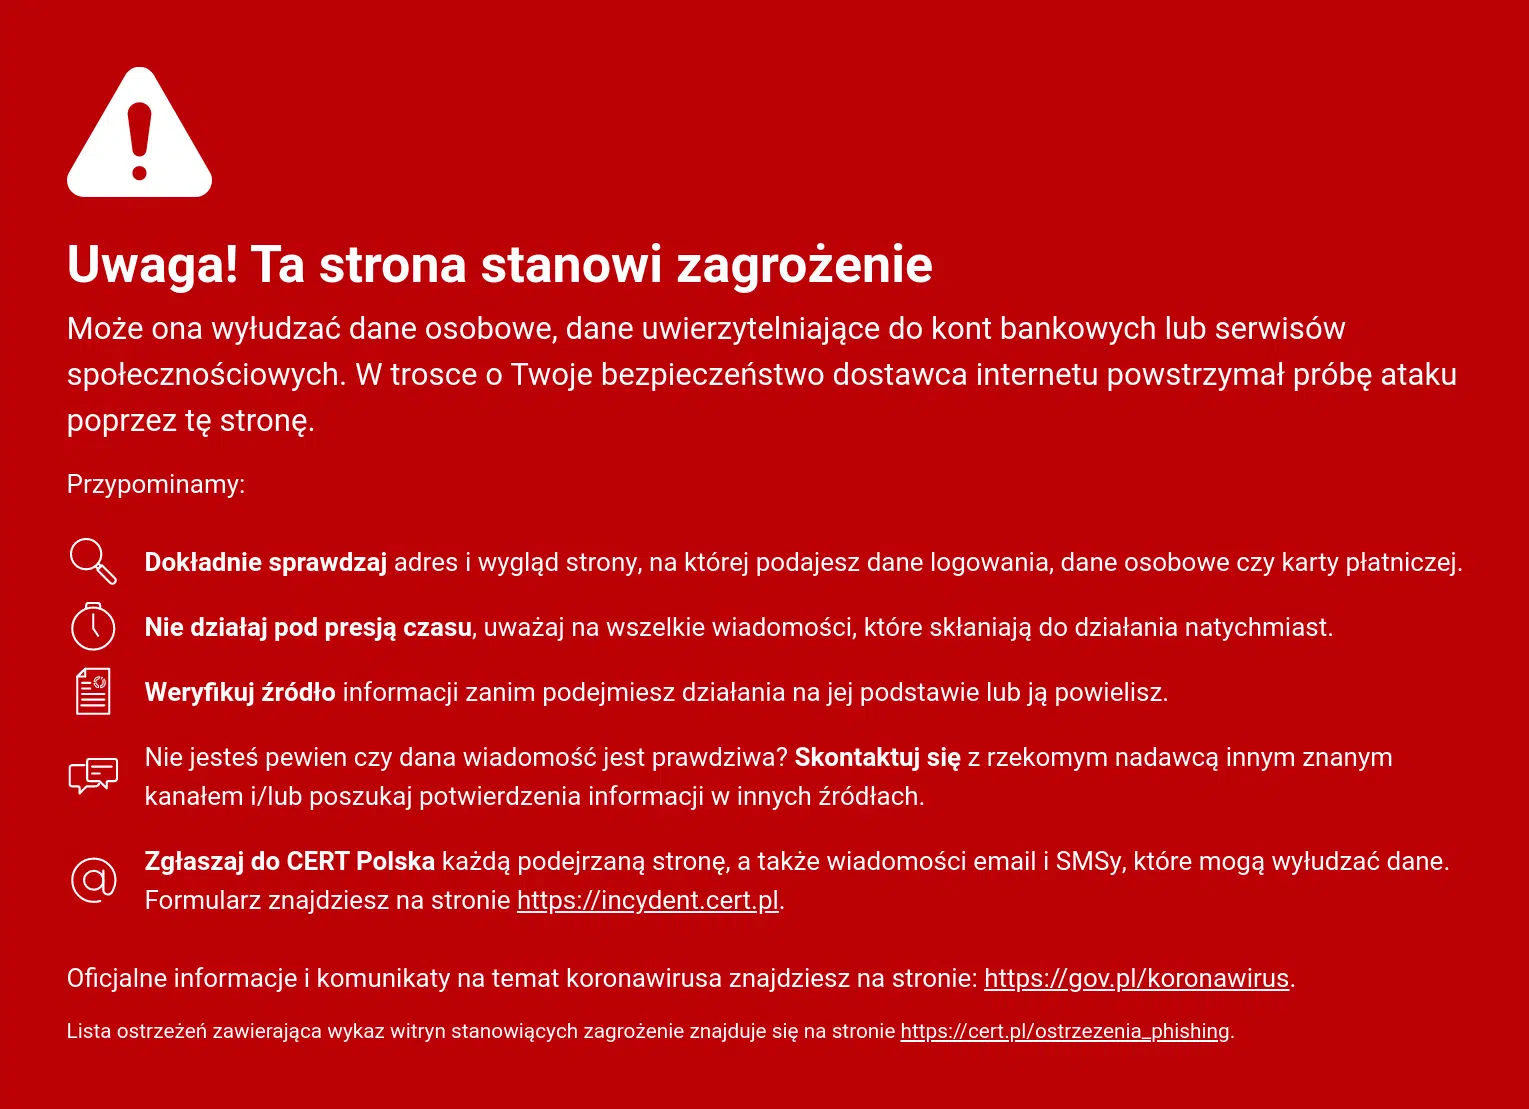 Uwaga! Ta strona stanowi zagrożenie
Może ona wyłudzać dane osobowe, dane uwierzytelniające do kont bankowych lub serwisów
społecznościowych. W trosce o Twoje bezpieczeństwo dostawca internetu powstrzymał próbę ataku
poprzez tę stronę.
Przypominamy:
Dokładnie sprawdzaj adres i wygląd strony, na której podajesz dane logowania, dane osobowe czy karty płatniczej.
Nie działaj pod presją czasu, uważaj na wszelkie wiadomości, które skłaniają do działania natychmiast.
Weryfikuj źródło informacji zanim podejmiesz działania na jej podstawie lub ją powielisz.
Nie jesteś pewien czy dana wiadomość jest prawdziwa? Skontaktuj się z rzekomym nadawcą innym znanym
kanałem i/lub poszukaj potwierdzenia informacji w innych źródłach.
Zgłaszaj do CERT Polska każdą podejrzaną stronę, a także wiadomości email i SMSy, które mogą wyłudzać dane.
Formularz znajdziesz na stronie https://incydent.cert.pl.
Oficjalne informacje i komunikaty na temat koronawirusa znajdziesz na stronie: https://gov.pl/koronawirus.
Lista ostrzeżeń zawierająca wykaz witryn stanowiących zagrożenie znajduje się na stronie https://cert.pl/ostrzezenia_phishing.